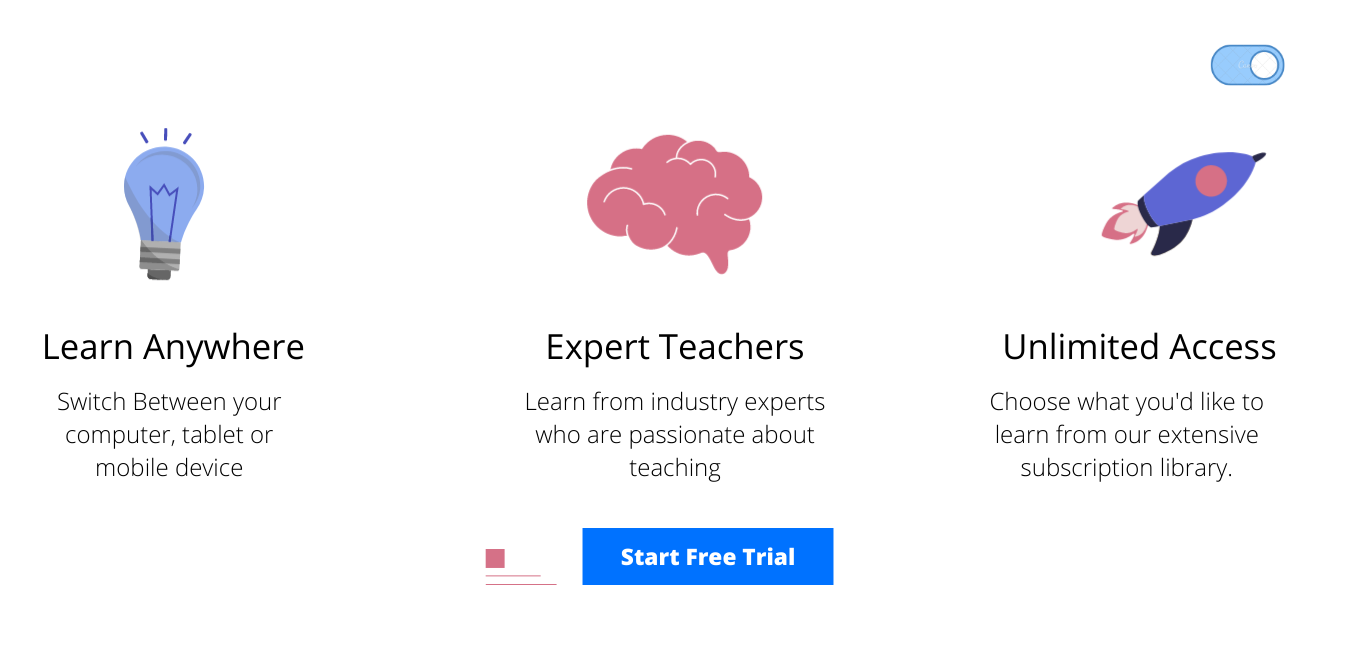 Learn Anywhere
Switch Between your
computer, tablet or
mobile device
Expert Teachers
Learn from industry experts
who are passionate about
teaching
Unlimited Access
Choose what you'd like to
learn from our extensive
subscription library.
Start Free Trial